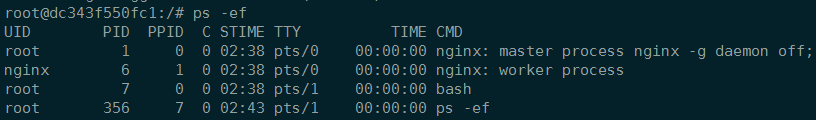 root@dc343f550fc1:/# ps -ef
UID        PID  PPID  C STIME TTY          TIME CMD
root         1     0  0 02:38 pts/0    00:00:00 nginx: master process nginx -g daemon off;
nginx        6     1  0 02:38 pts/0    00:00:00 nginx: worker process
root         7     0  0 02:38 pts/1    00:00:00 bash
root       356     7  0 02:43 pts/1    00:00:00 ps -ef